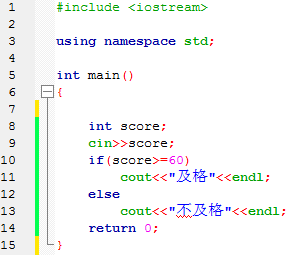 1 #include <iostream>
2
3 using namespace std;
4
5 int main()
6 {
7
8 int score;
9 cin>>score;
10 if(score>=60)
11 cout<<"及格"<<endl;
12 else
13 cout<<"不及格"<<endl;
14 return 0;
15 }